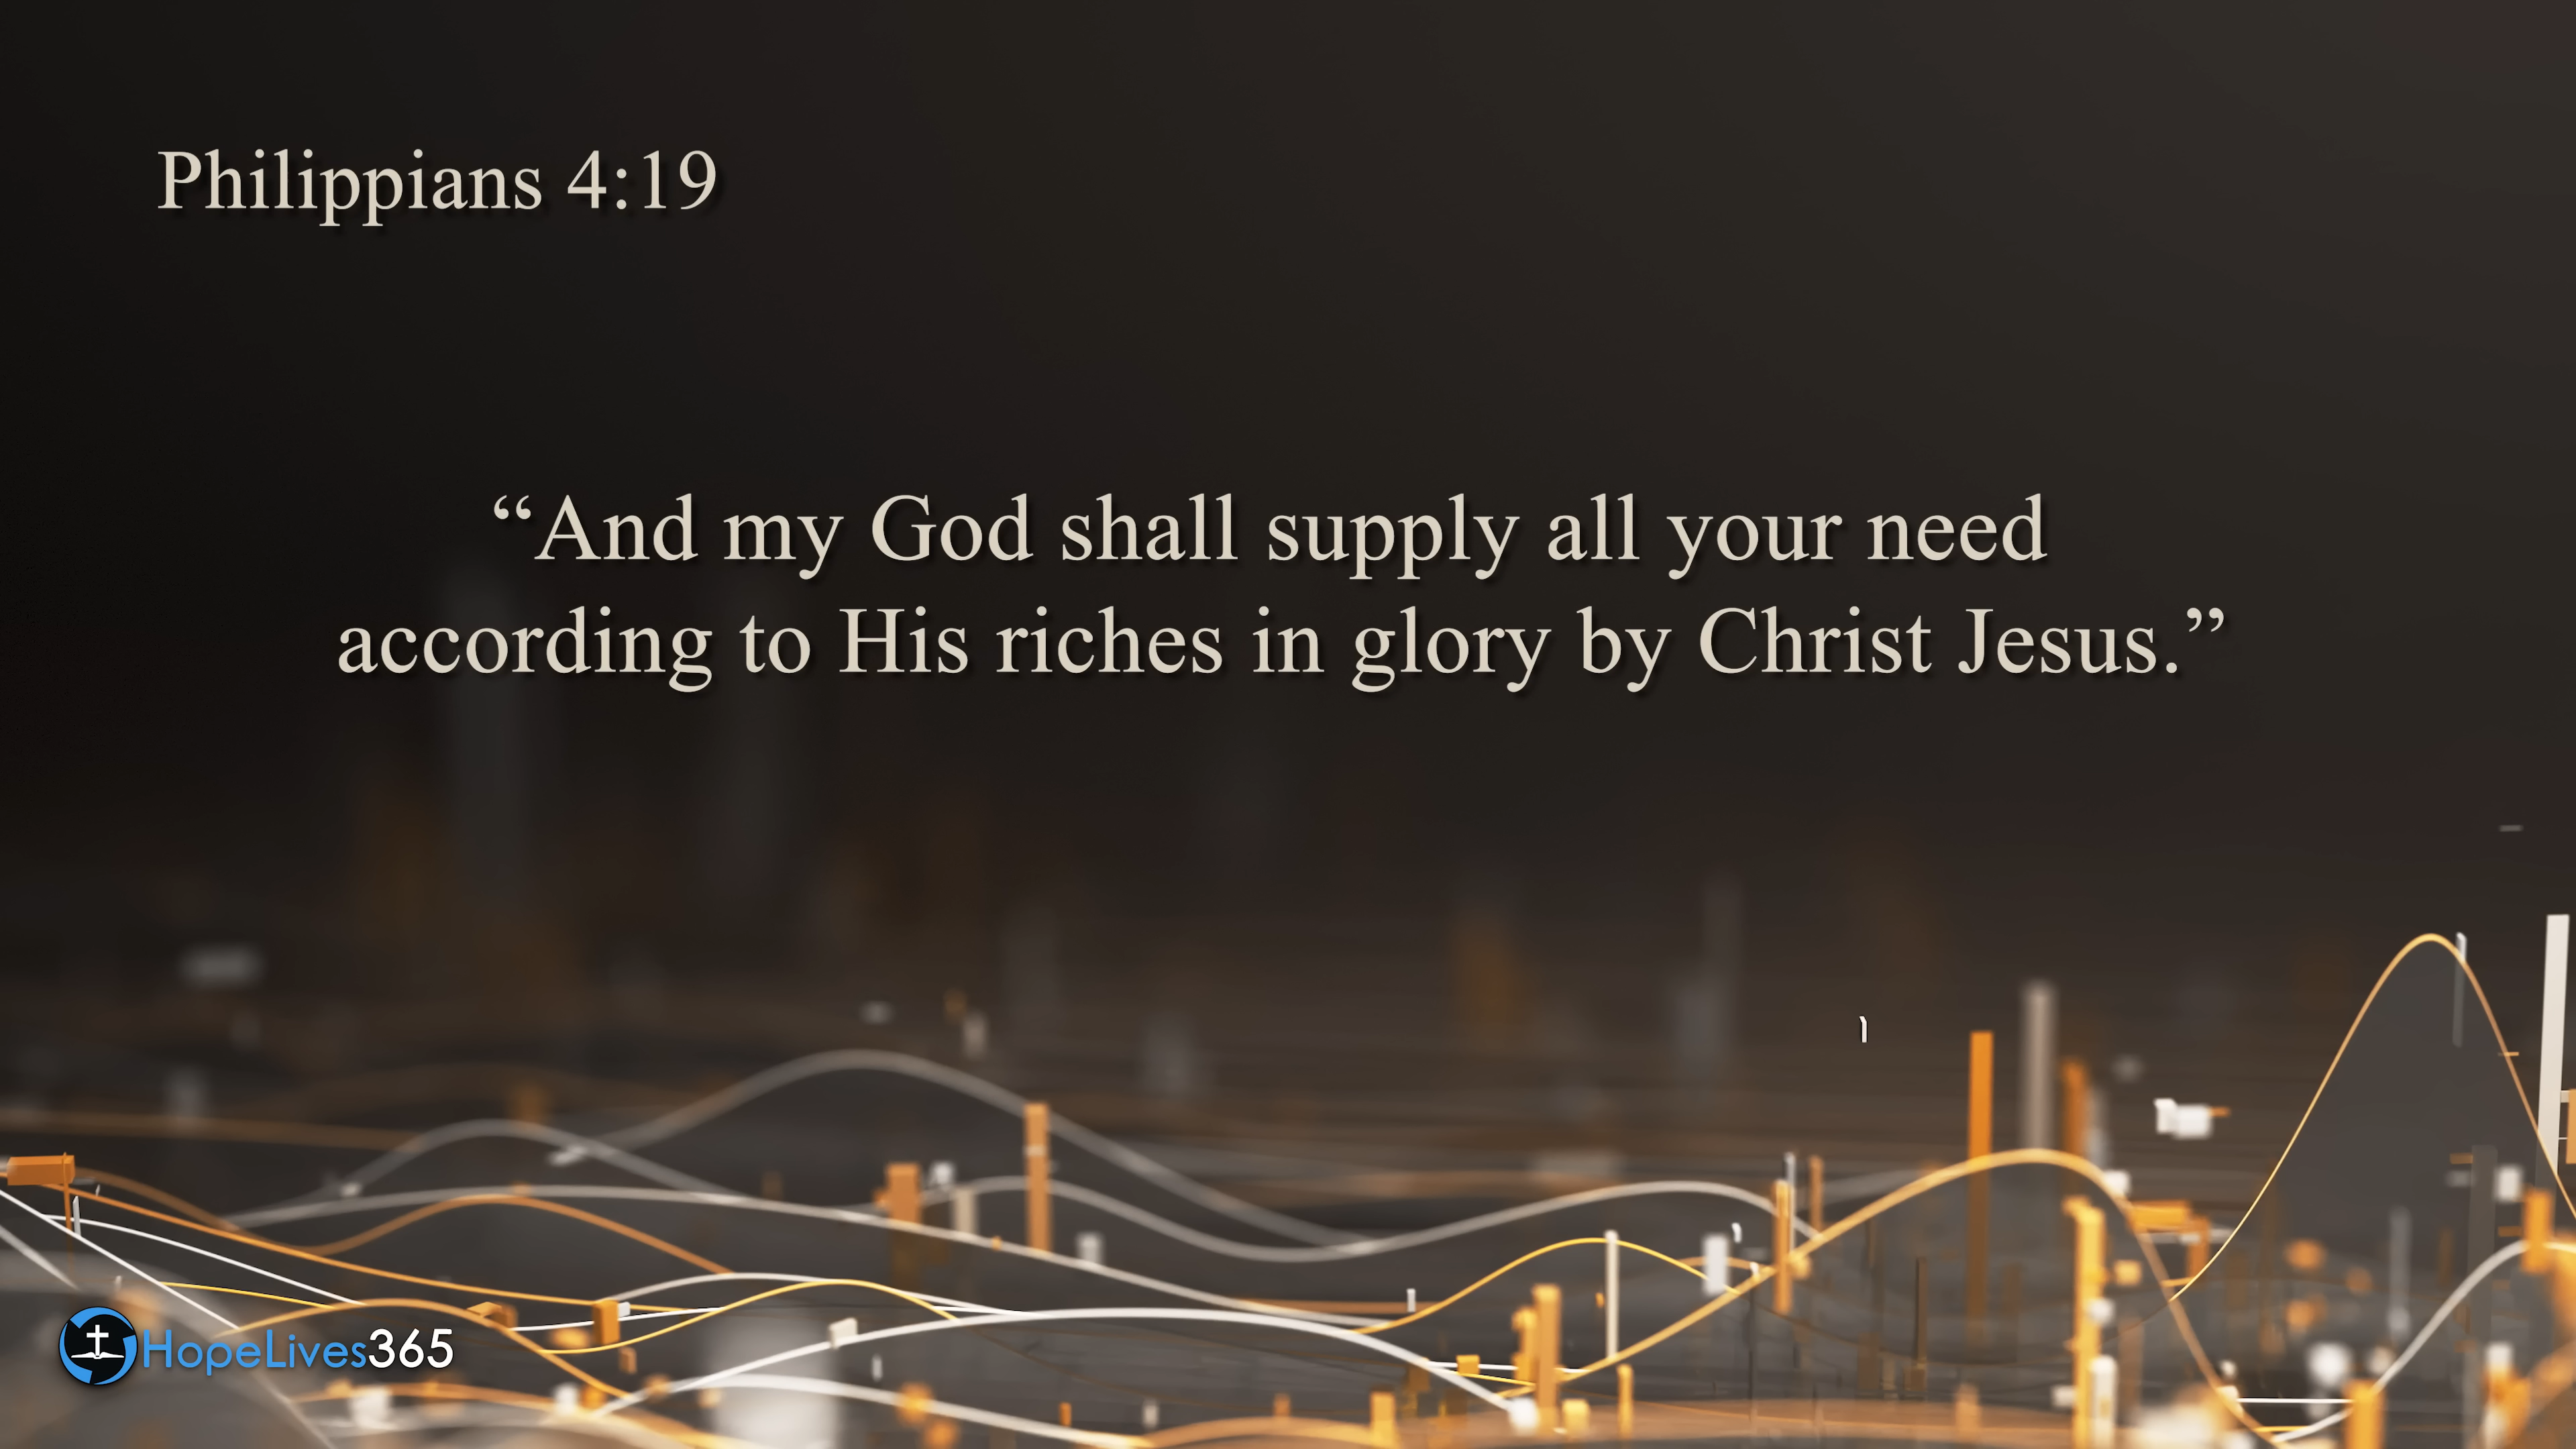 Philippians 4:19
“And my God shall supply all your need
according to His riches in glory by Christ Jesus.”
HopeLives365